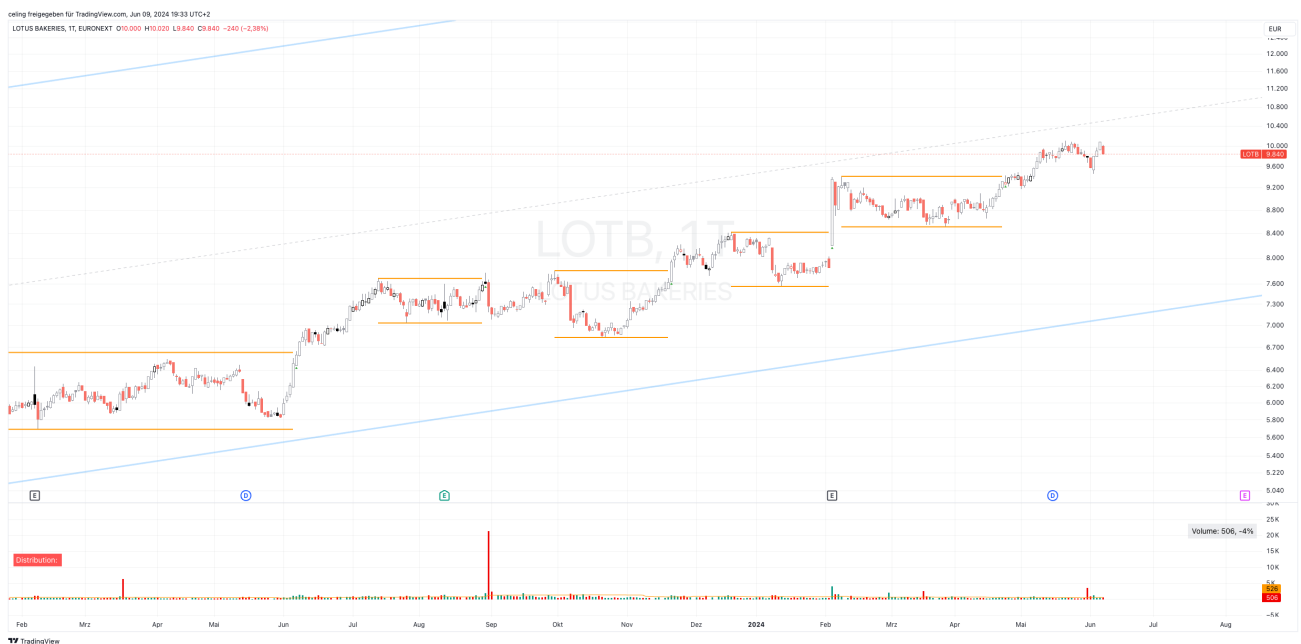 celing freigegeben für TradingView.com, Jun 09, 2024 19:33 UTC+2
LOTUS BAKERIES, 1T, EURONEXT O10.000 H10.020 L9.840 C9.840 −240 (−2,38%)
EUR
12.000
11.600
11.200
10.800
10.400
10.000
LOTB 9.840
9.600
9.200
8.800
8.400
8.000
7.600
7.300
7.000
6.700
6.400
6.200
6.000
5.800
5.600
5.400
5.220
5.040
LOTB, 1T
LOTUS BAKERIES
E D E E D E
30K
25K
20K
15K
10K
5K
526
506
−5K
Volume: 506, −4%
Distribution:
Feb Mrz Apr Mai Jun Jul Aug Sep Okt Nov Dez 2024 Feb Mrz Apr Mai Jun Jul Aug
TradingView